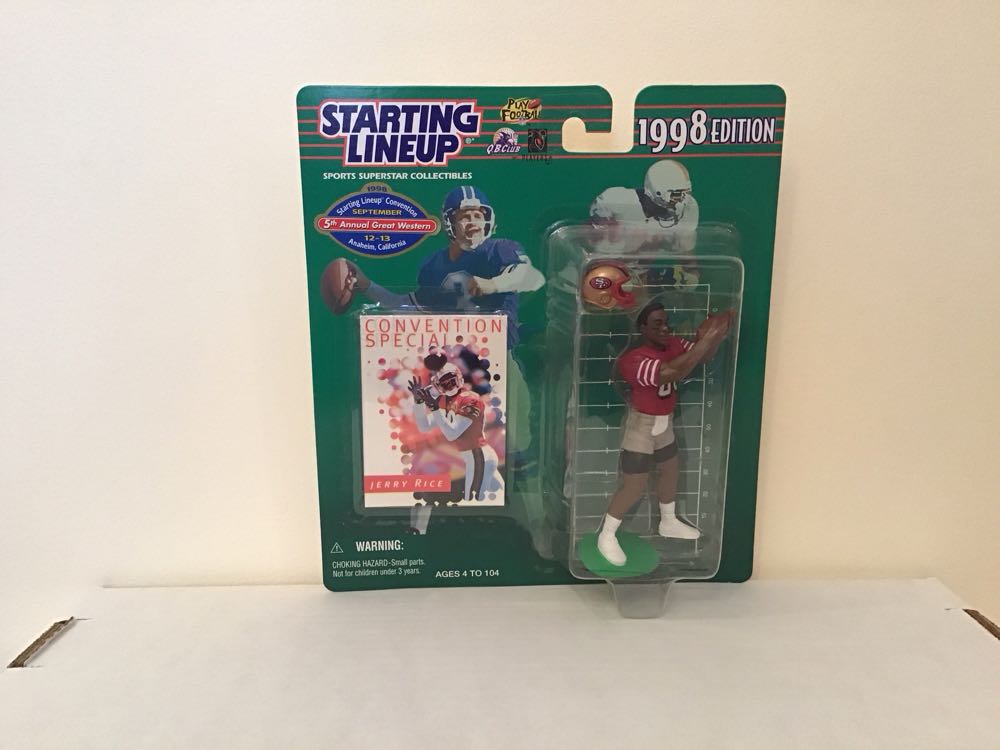 STARTING
LINEUP®
SPORTS SUPERSTAR COLLECTIBLES
PLAY
FOOTBALL
QB CLUB
1998 EDITION
1998
Starting Lineup Convention
SEPTEMBER
5th Annual Great Western
12-13
Anaheim, California
CONVENTION
SPECIAL
JERRY RICE
WARNING:
CHOKING HAZARD-Small parts.
Not for children under 3 years.
AGES 4 TO 104